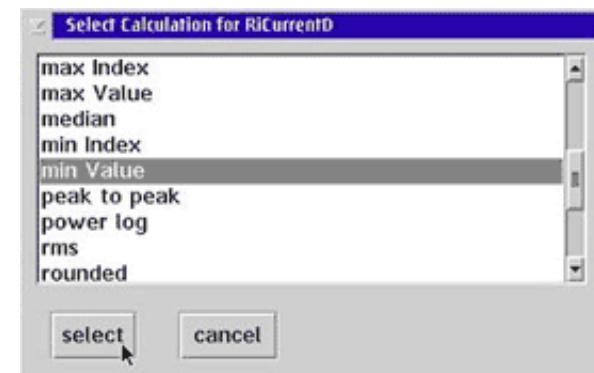 Select Calculation for RiCurrentD
max Index
max Value
median
min Index
min Value
peak to peak
power log
rms
rounded
select cancel